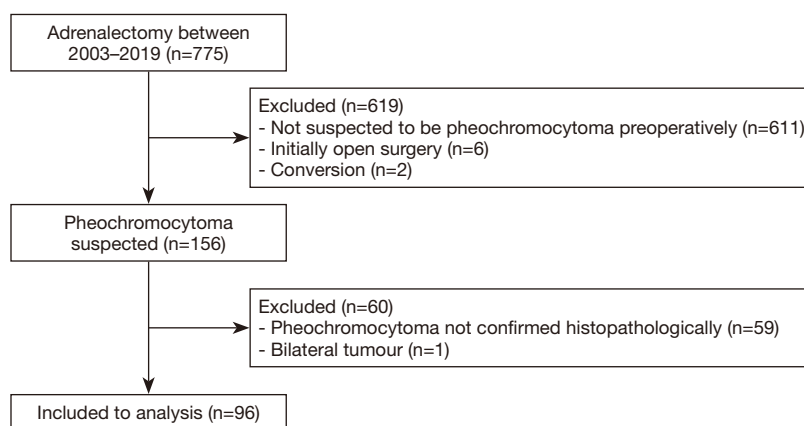 Adrenalectomy between
2003–2019 (n=775)
Excluded (n=619)
- Not suspected to be pheochromocytoma preoperatively (n=611)
- Initially open surgery (n=6)
- Conversion (n=2)
Pheochromocytoma
suspected (n=156)
Excluded (n=60)
- Pheochromocytoma not confirmed histopathologically (n=59)
- Bilateral tumour (n=1)
Included to analysis (n=96)